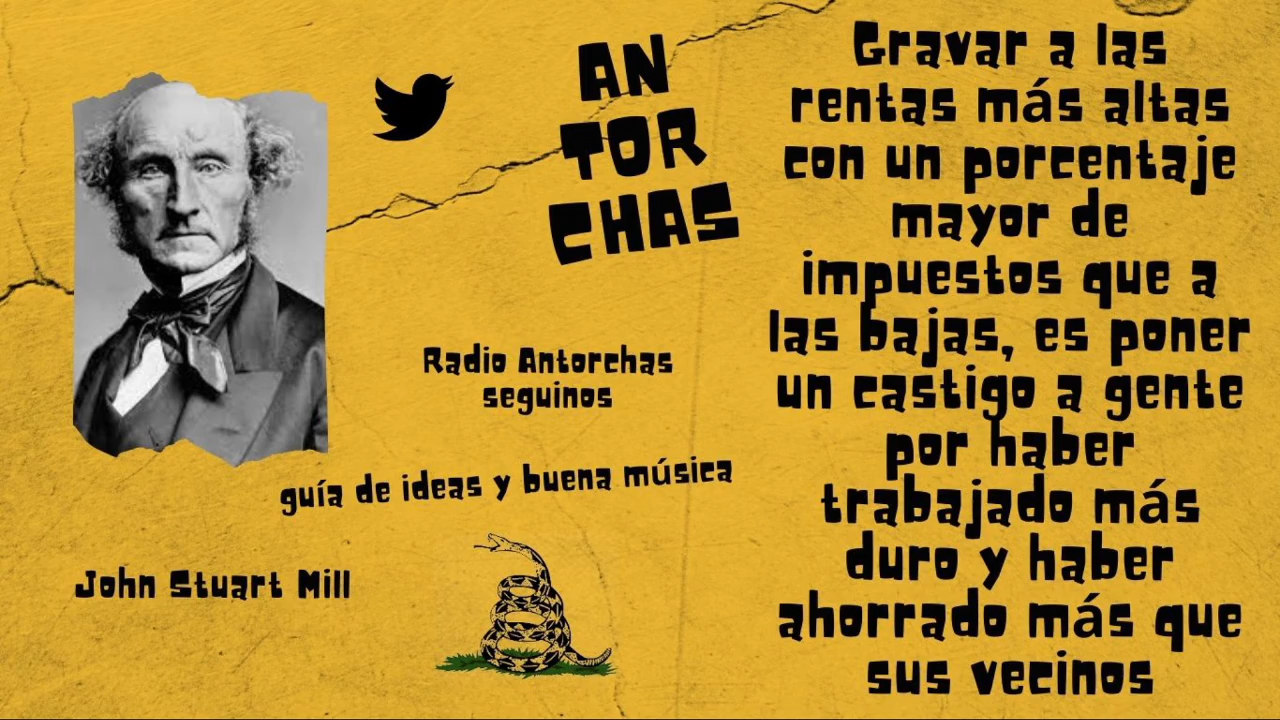 AN
TOR
CHAS
Radio Antorchas
seguinos
guía de ideas y buena música
John Stuart Mill
Gravar a las
rentas más altas
con un porcentaje
mayor de
impuestos que a
las bajas, es poner
un castigo a gente
por haber
trabajado más
duro y haber
ahorrado más que
sus vecinos